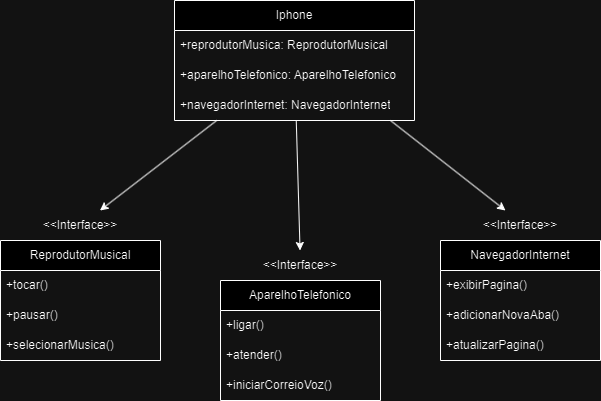 Iphone
+reprodutorMusica: ReprodutorMusical
+aparelhoTelefonico: AparelhoTelefonico
+navegadorInternet: NavegadorInternet
<<Interface>>
ReprodutorMusical
+tocar()
+pausar()
+selecionarMusica()
<<Interface>>
AparelhoTelefonico
+ligar()
+atender()
+iniciarCorreioVoz()
<<Interface>>
NavegadorInternet
+exibirPagina()
+adicionarNovaAba()
+atualizarPagina()